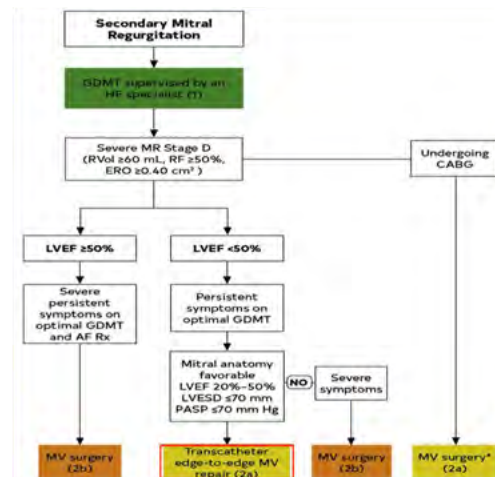 Secondary Mitral
Regurgitation
GDMT supervised by an
HF specialist (1)
Severe MR Stage D
(RVol ≥60 mL, RF ≥50%,
ERO ≥0.40 cm²)
Undergoing
CABG
LVEF ≥50%
LVEF <50%
Severe
persistent
symptoms on
optimal GDMT
and AF Rx
Persistent
symptoms on
optimal GDMT
Mitral anatomy
favorable
LVEF 20%–50%
LVESD ≤70 mm
PASP ≤70 mm Hg
NO
Severe
symptoms
MV surgery
(2b)
Transcatheter
edge-to-edge MV
repair (2a)
MV surgery
(2b)
MV surgery*
(2a)